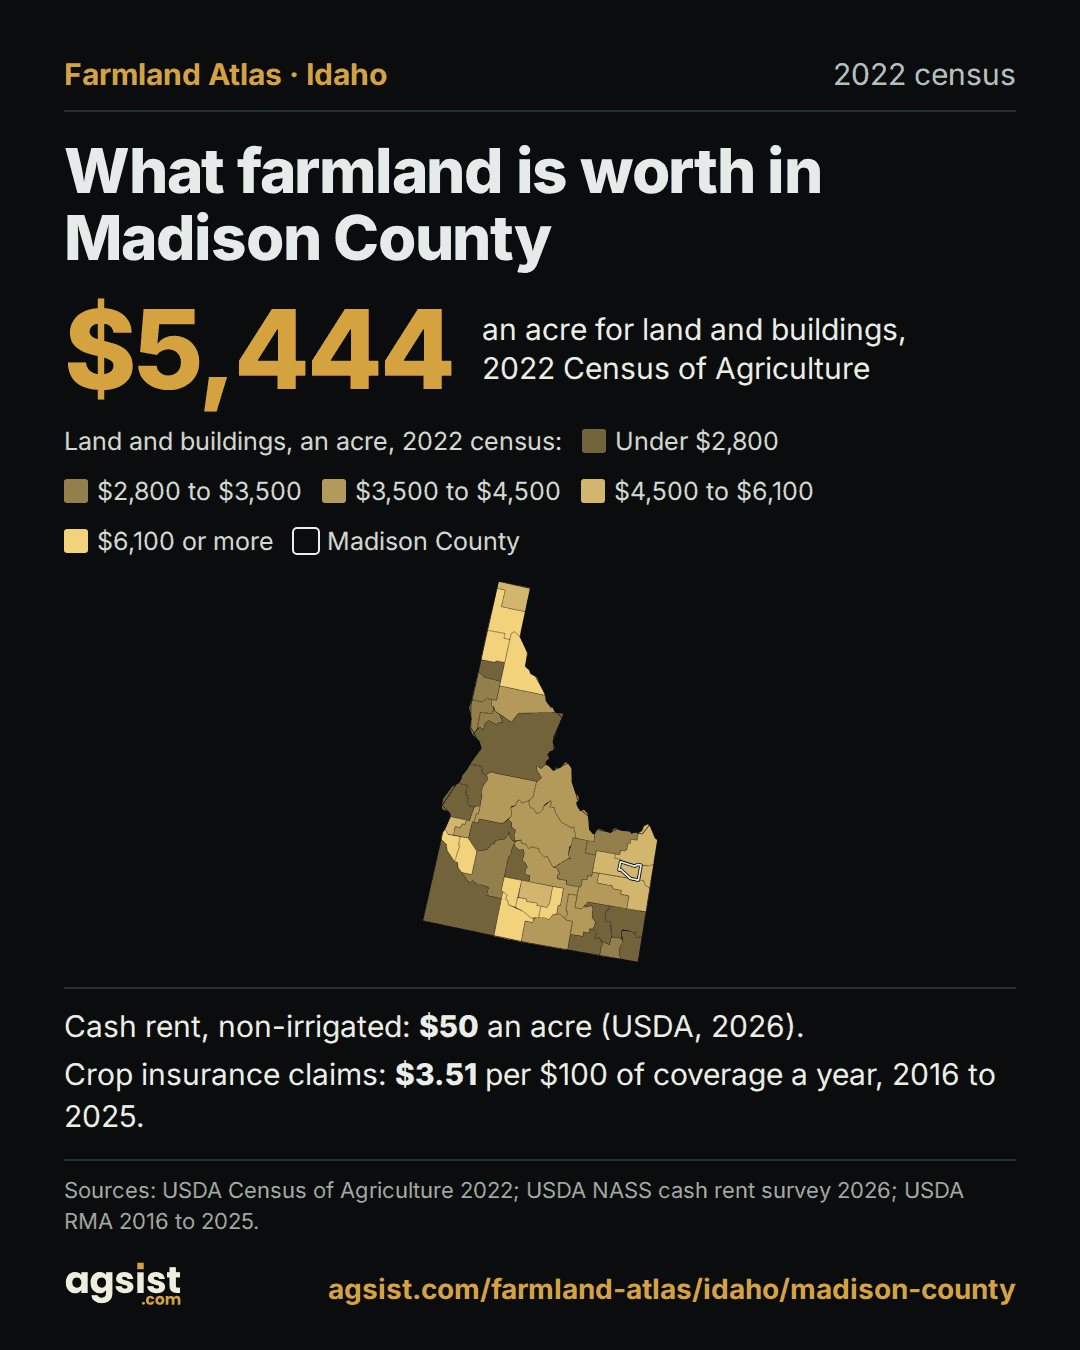 Farmland Atlas · Idaho
2022 census
What farmland is worth in
Madison County
$5,444
an acre for land and buildings,
2022 Census of Agriculture
Land and buildings, an acre, 2022 census: Under $2,800
$2,800 to $3,500 $3,500 to $4,500 $4,500 to $6,100
$6,100 or more Madison County
Cash rent, non-irrigated: $50 an acre (USDA, 2026).
Crop insurance claims: $3.51 per $100 of coverage a year, 2016 to
2025.
Sources: USDA Census of Agriculture 2022; USDA NASS cash rent survey 2026; USDA
RMA 2016 to 2025.
agsist
.com
agsist.com/farmland-atlas/idaho/madison-county